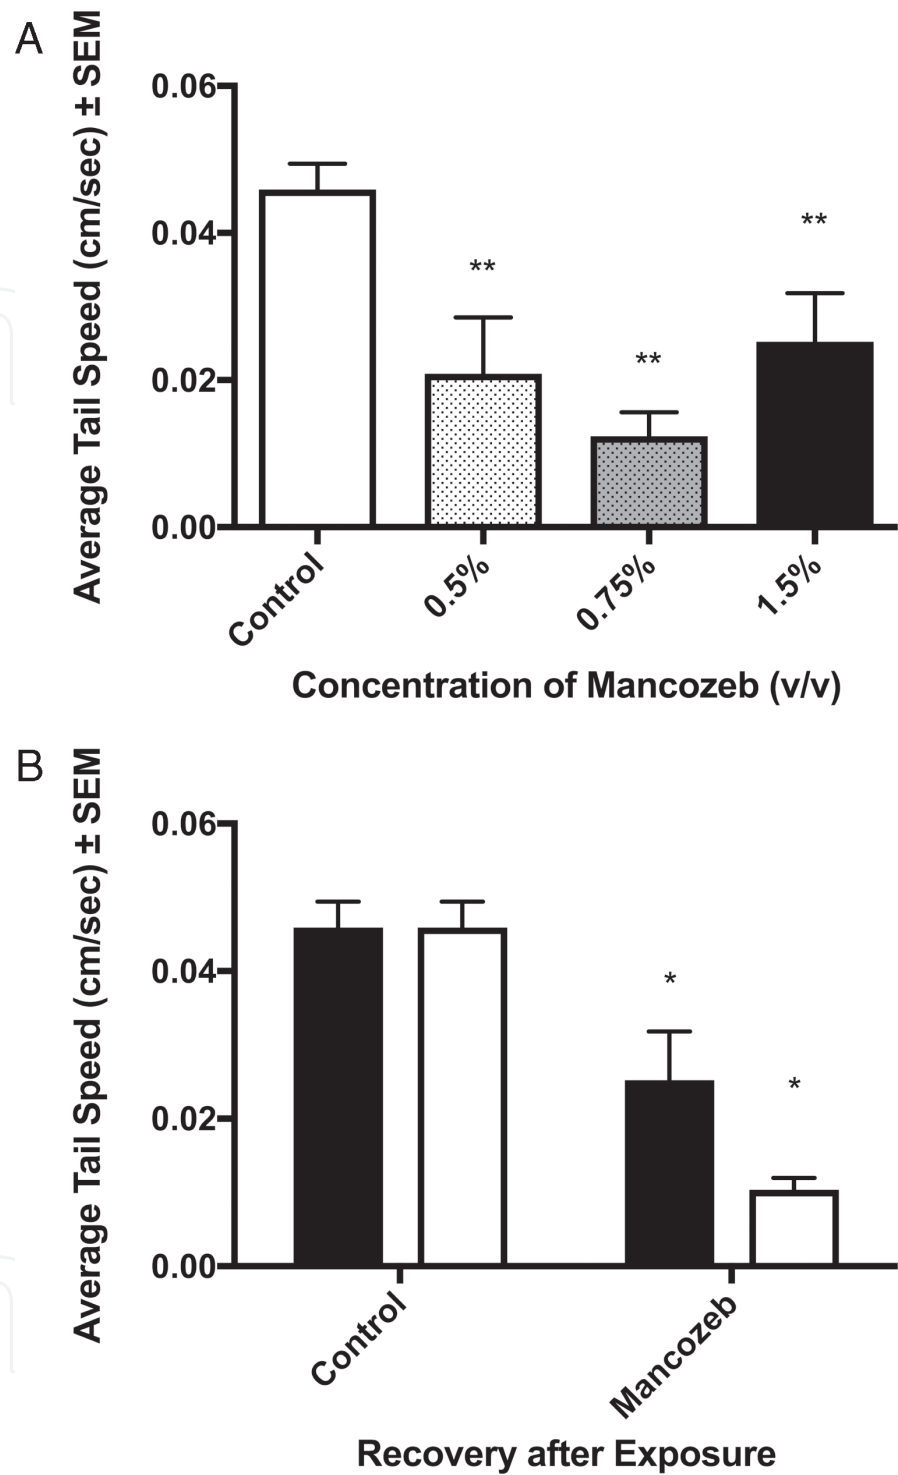 A
Average Tail Speed (cm/sec) ± SEM
0.06
0.04
0.02
0.00
**
**
**
Control
0.5%
0.75%
1.5%
Concentration of Mancozeb (v/v)
B
Average Tail Speed (cm/sec) ± SEM
0.06
0.04
0.02
0.00
*
*
Control
Mancozeb
Recovery after Exposure